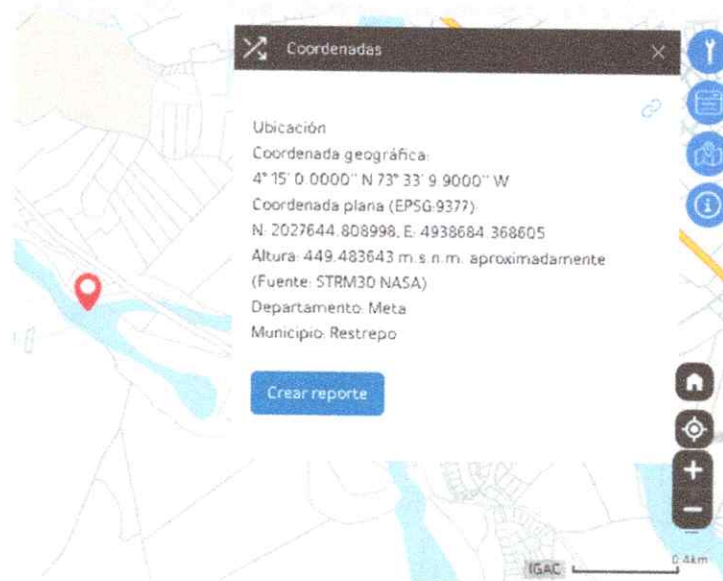 Coordenadas
Ubicación
Coordenada geográfica:
4° 15' 0.0000'' N 73° 33' 9.9000'' W
Coordenada plana (EPSG:9377):
N: 2027644.808998, E: 4938684.368605
Altura: 449.483643 m.s.n.m. aproximadamente
(Fuente: STRM30 NASA)
Departamento: Meta
Municipio: Restrepo
Crear reporte
IGAC
0.4km